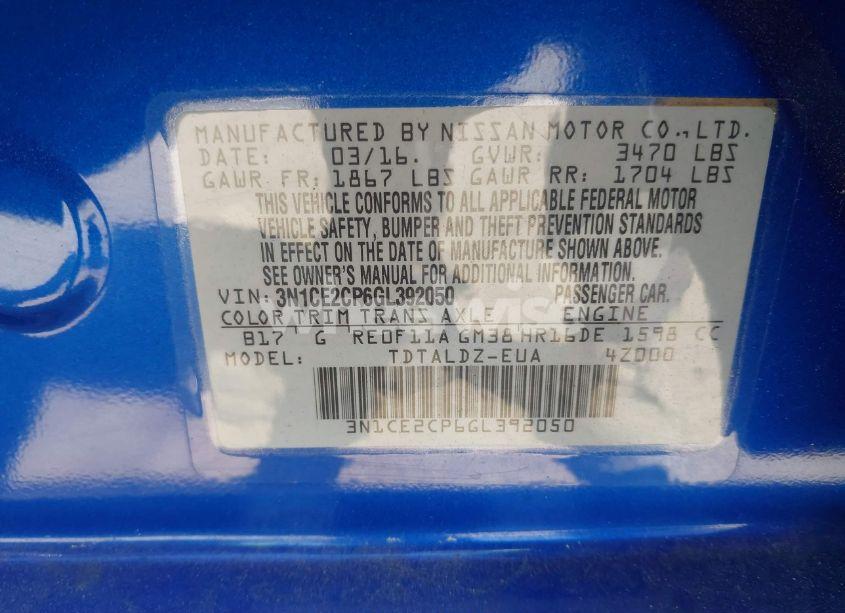 MANUFACTURED BY NISSAN MOTOR CO.,LTD.
DATE: 03/16. GVWR: 3470 LBS
GAWR FR: 1867 LBS GAWR RR: 1704 LBS
THIS VEHICLE CONFORMS TO ALL APPLICABLE FEDERAL MOTOR
VEHICLE SAFETY, BUMPER AND THEFT PREVENTION STANDARDS
IN EFFECT ON THE DATE OF MANUFACTURE SHOWN ABOVE.
SEE OWNER'S MANUAL FOR ADDITIONAL INFORMATION.
VIN: 3N1CE2CP6GL392050 PASSENGER CAR.
COLOR TRIM TRANS AXLE ENGINE
B17 G RE0F11A GM38 HR16DE 1598 CC
MODEL: TDTALDZ-EUA 4Z000
3N1CE2CP6GL392050